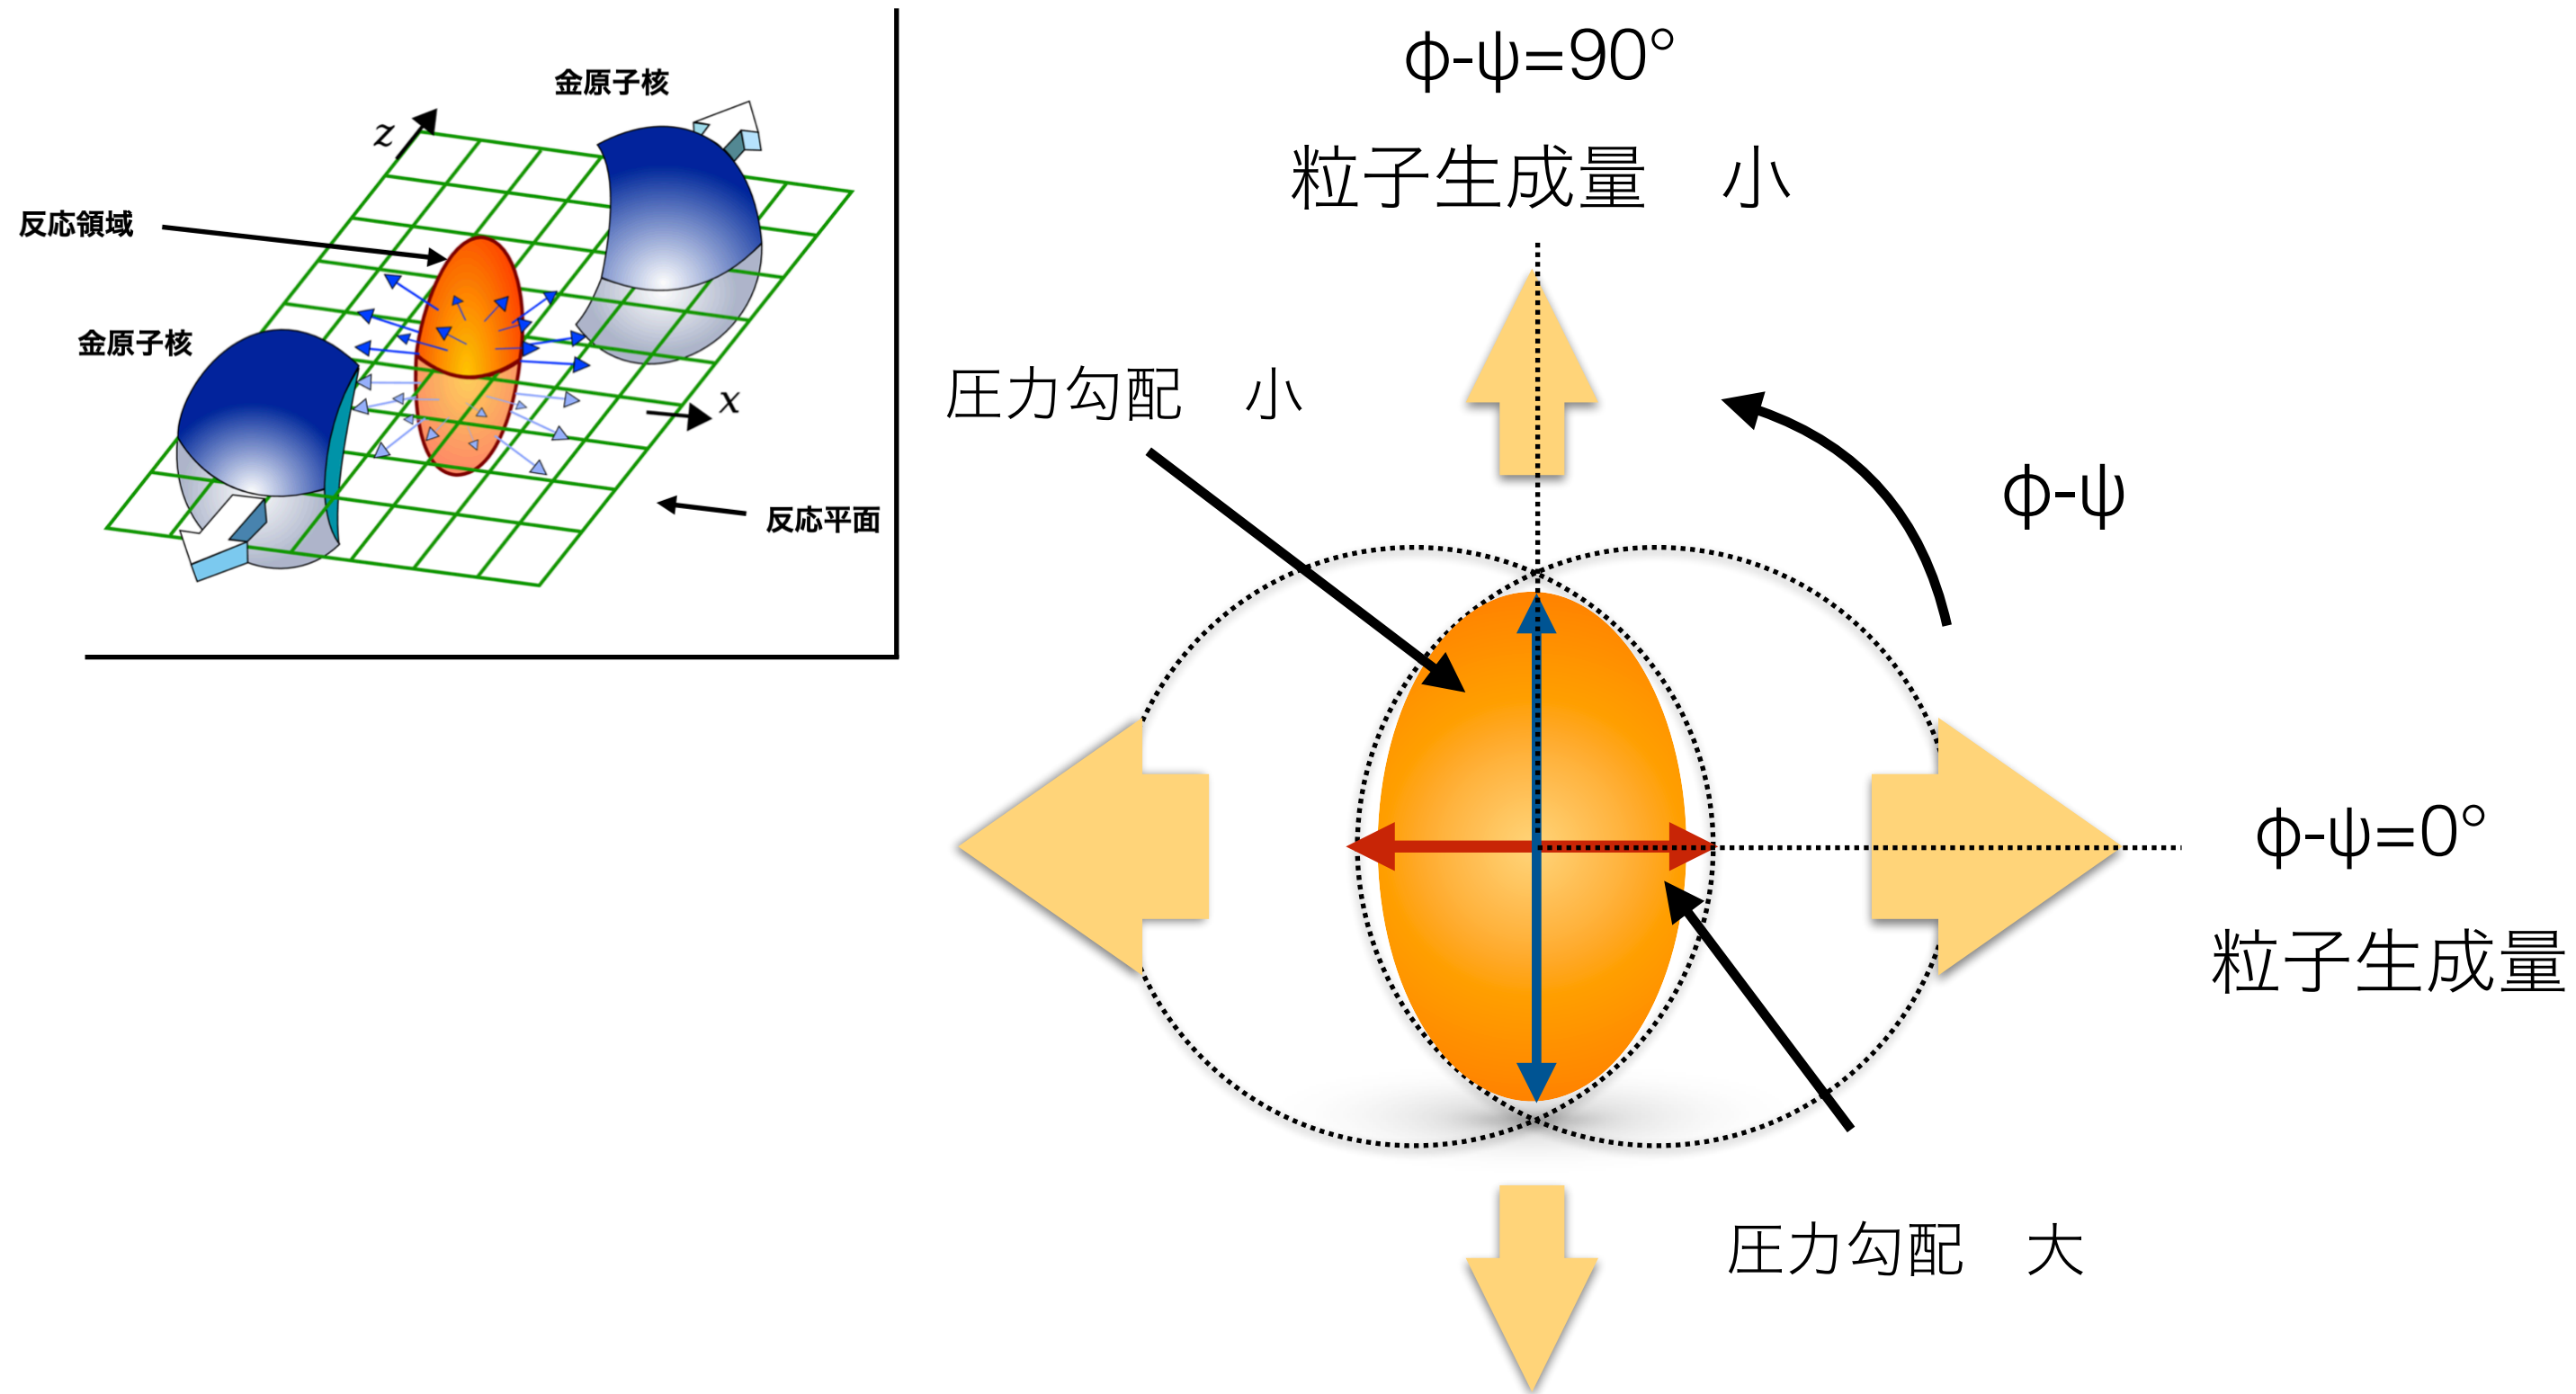 金原子核
z
反応領域
金原子核
x
反応平面
ϕ-ψ=90°
粒子生成量　小
圧力勾配　小
ϕ-ψ
ϕ-ψ=0°
粒子生成量
圧力勾配　大